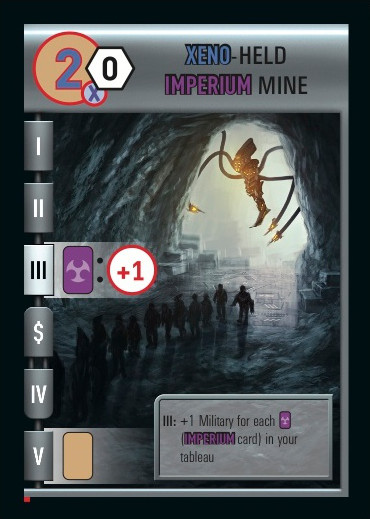 2 0
X
XENO-HELD
IMPERIUM MINE
I
II
III : +1
$
IV
V
III: +1 Military for each
(IMPERIUM card) in your
tableau